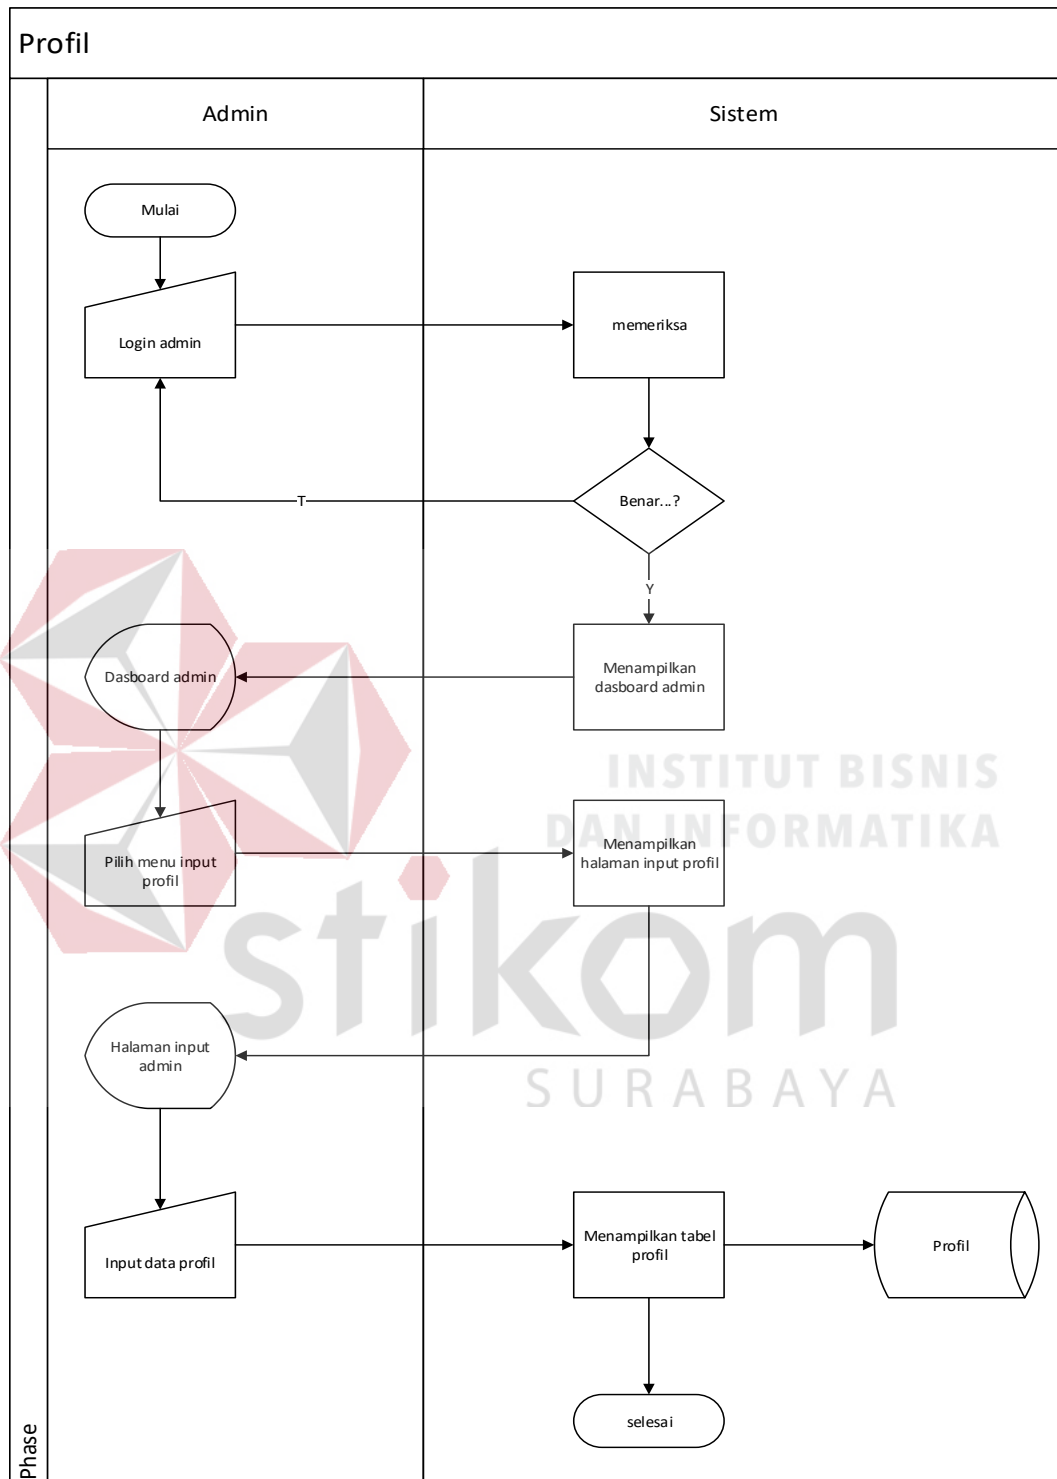 Profil
Admin
Sistem
Mulai
Login admin
memeriksa
Benar...?
T
Y
Dasboard admin
Menampilkan
dasboard admin
INSTITUT BISNIS
DAN INFORMATIKA
Pilih menu input
profil
Menampilkan
halaman input profil
stikom
Halaman input
admin
SURABAYA
Input data profil
Menampilkan tabel
profil
Profil
selesai
Phase